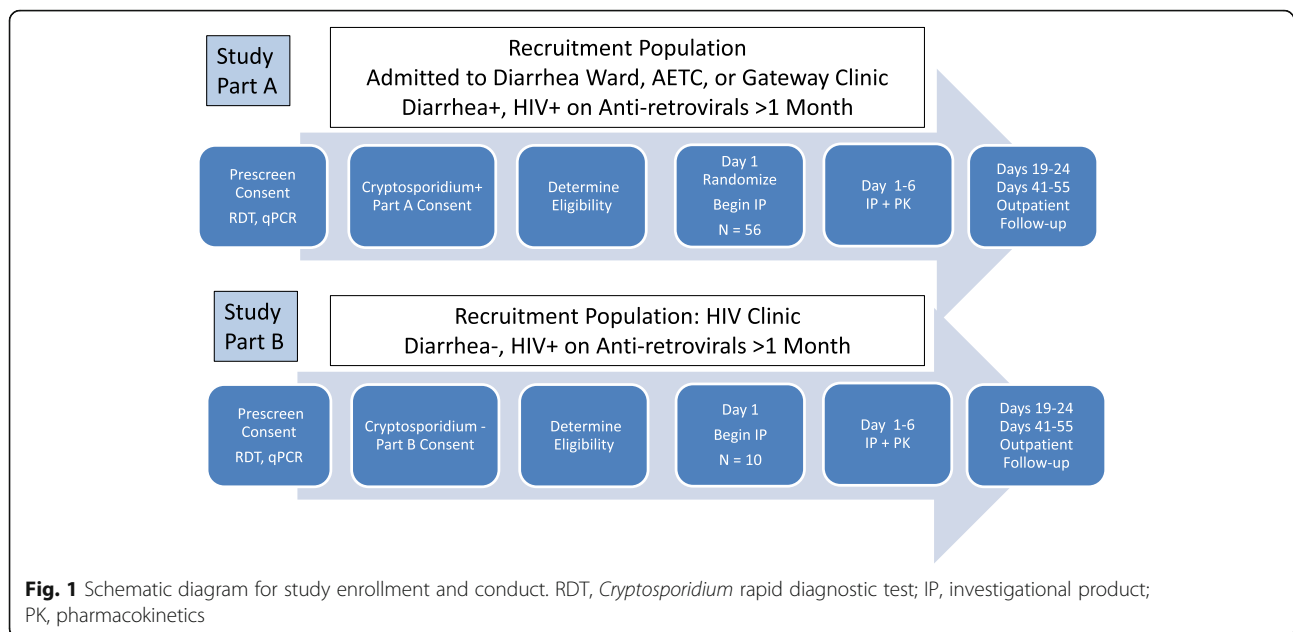 Study
Part A
Recruitment Population
Admitted to Diarrhea Ward, AETC, or Gateway Clinic
Diarrhea+, HIV+ on Anti-retrovirals >1 Month
Prescreen
Consent
RDT, qPCR
Cryptosporidium+
Part A Consent
Determine
Eligibility
Day 1
Randomize
Begin IP
N = 56
Day 1-6
IP + PK
Days 19-24
Days 41-55
Outpatient
Follow-up
Study
Part B
Recruitment Population: HIV Clinic
Diarrhea-, HIV+ on Anti-retrovirals >1 Month
Prescreen
Consent
RDT, qPCR
Cryptosporidium -
Part B Consent
Determine
Eligibility
Day 1
Begin IP
N = 10
Day 1-6
IP + PK
Days 19-24
Days 41-55
Outpatient
Follow-up
Fig. 1 Schematic diagram for study enrollment and conduct. RDT, Cryptosporidium rapid diagnostic test; IP, investigational product;
PK, pharmacokinetics